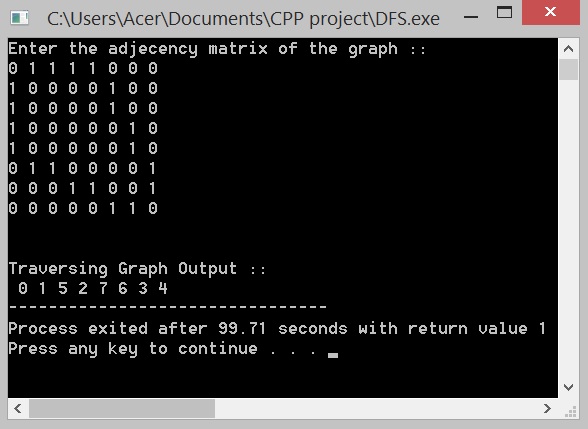 C:\Users\Acer\Documents\CPP project\DFS.exe
Enter the adjecency matrix of the graph ::
0 1 1 1 1 0 0 0
1 0 0 0 0 1 0 0
1 0 0 0 0 1 0 0
1 0 0 0 0 0 1 0
1 0 0 0 0 0 1 0
0 1 1 0 0 0 0 1
0 0 0 1 1 0 0 1
0 0 0 0 0 1 1 0
Traversing Graph Output ::
0 1 5 2 7 6 3 4
--------------------------------
Process exited after 99.71 seconds with return value 1
Press any key to continue . . .